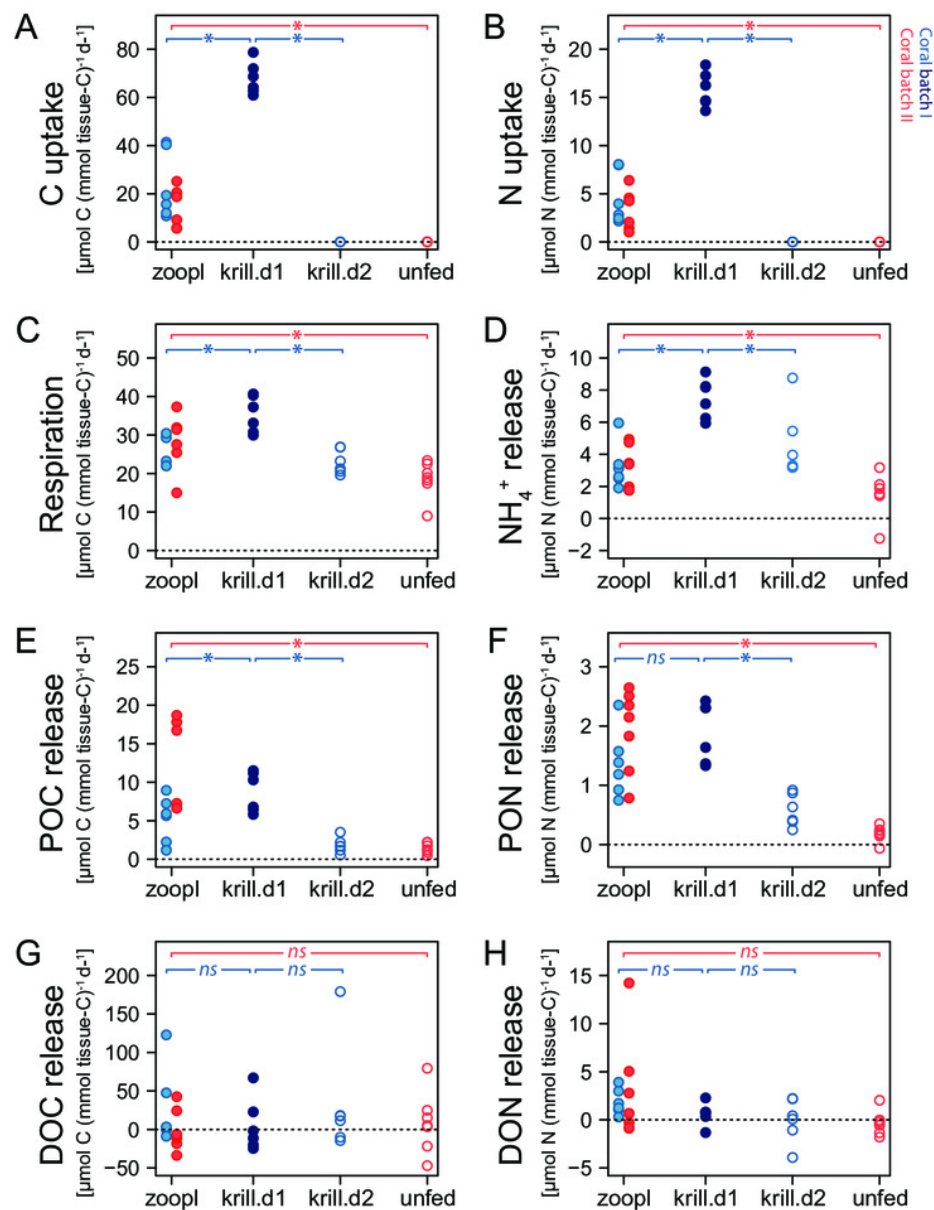 A
C uptake
[µmol C (mmol tissue-C)⁻¹ d-¹]
80
60
40
20
0
*
*
*
zoopl krill.d1 krill.d2 unfed
B
N uptake
[µmol N (mmol tissue-C)⁻¹ d-¹]
20
15
10
5
0
*
*
*
zoopl krill.d1 krill.d2 unfed
Coral batch I
Coral batch II
C
Respiration
[µmol C (mmol tissue-C)⁻¹ d-¹]
50
40
30
20
10
0
*
*
*
zoopl krill.d1 krill.d2 unfed
D
NH₄⁺ release
[µmol N (mmol tissue-C)⁻¹ d-¹]
10
8
6
4
2
0
−2
*
*
*
zoopl krill.d1 krill.d2 unfed
E
POC release
[µmol C (mmol tissue-C)⁻¹ d-¹]
25
20
15
10
5
0
*
*
*
zoopl krill.d1 krill.d2 unfed
F
PON release
[µmol N (mmol tissue-C)⁻¹ d-¹]
3
2
1
0
*
ns
*
zoopl krill.d1 krill.d2 unfed
G
DOC release
[µmol C (mmol tissue-C)⁻¹ d-¹]
200
150
100
50
0
−50
ns
ns
ns
zoopl krill.d1 krill.d2 unfed
H
DON release
[µmol N (mmol tissue-C)⁻¹ d-¹]
15
10
5
0
−5
ns
ns
ns
zoopl krill.d1 krill.d2 unfed